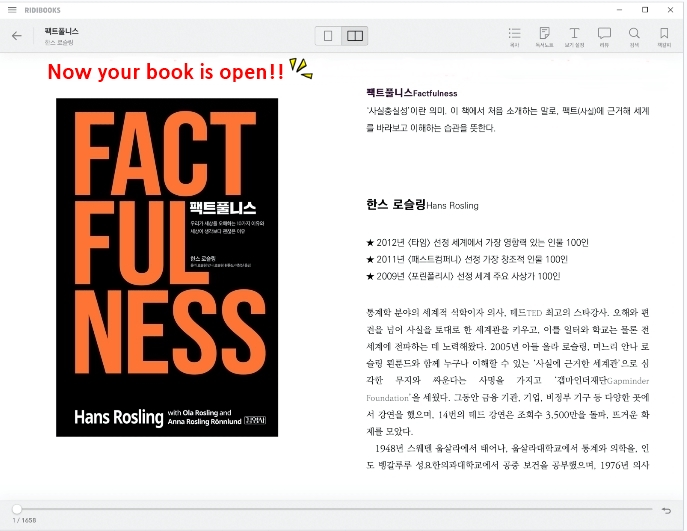 RIDIBOOKS
팩트풀니스
한스 로슬링
목차
독서노트
보기 설정
리뷰
검색
책갈피
Now your book is open!!
FACT
FUL
NESS
팩트풀니스
우리가 세상을 오해하는 10가지 이유와
세상이 생각보다 괜찮은 이유
한스 로슬링
Hans Rosling with Ola Rosling and
Anna Rosling Rönnlund 김영사
팩트풀니스Factfulness
'사실충실성'이란 의미. 이 책에서 처음 소개하는 말로, 팩트(사실)에 근거해 세계
를 바라보고 이해하는 습관을 뜻한다.
한스 로슬링Hans Rosling
★ 2012년 〈타임〉 선정 세계에서 가장 영향력 있는 인물 100인
★ 2011년 〈패스트컴퍼니〉 선정 가장 창조적 인물 100인
★ 2009년 〈포린폴리시〉 선정 세계 주요 사상가 100인
통계학 분야의 세계적 석학이자 의사, 테드TED 최고의 스타강사. 오해와 편
견을 넘어 사실을 토대로 한 세계관을 키우고, 이를 일터와 학교는 물론 전
세계에 전파하는 데 노력해왔다. 2005년 아들 올라 로슬링, 며느리 안나 로
슬링 뢴룬드와 함께 누구나 이해할 수 있는 '사실에 근거한 세계관'으로 심
각한 무지와 싸운다는 사명을 가지고 '갭마인더재단Gapminder
Foundation'을 세웠다. 그동안 금융 기관, 기업, 비정부 기구 등 다양한 곳에
서 강연을 했으며, 14번의 테드 강연은 조회수 3,500만을 돌파, 뜨거운 화
제를 모았다.
1948년 스웨덴 웁살라에서 태어나, 웁살라대학교에서 통계와 의학을, 인
도 벵갈루루 성요한의과대학교에서 공중 보건을 공부했으며, 1976년 의사
1 / 1658